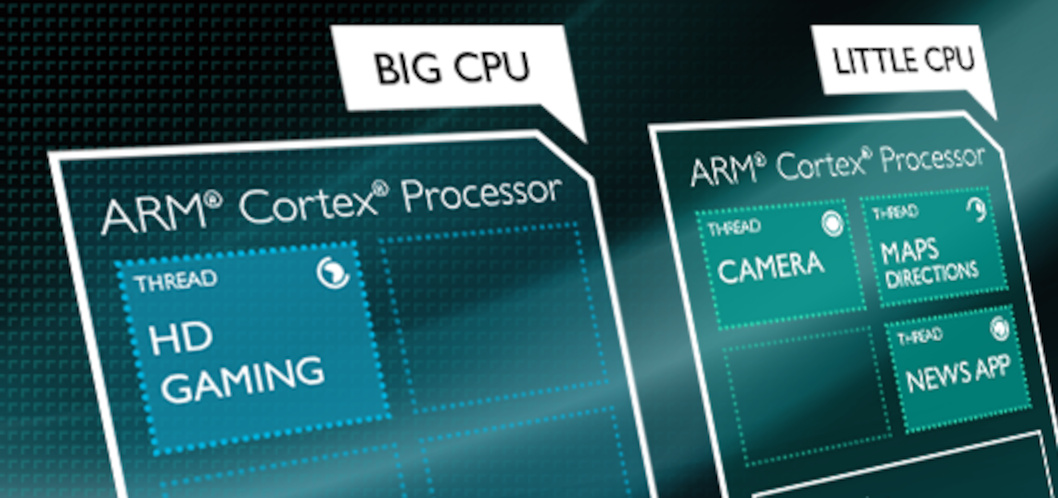 BIG CPU
ARM® Cortex® Processor
THREAD
HD
GAMING
LITTLE CPU
ARM® Cortex® Processor
THREAD
CAMERA
THREAD
MAPS
DIRECTIONS
THREAD
NEWS APP